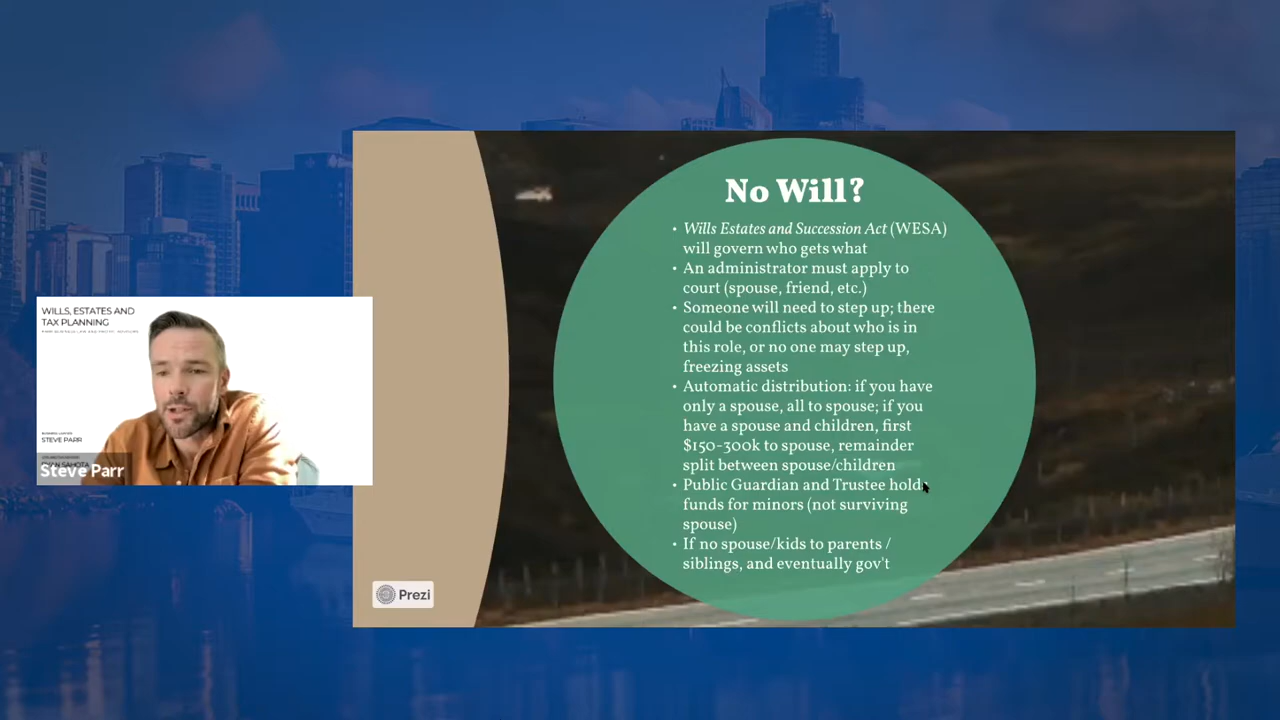 No Will?
• Wills Estates and Succession Act (WESA)
will govern who gets what
• An administrator must apply to
court (spouse, friend, etc.)
• Someone will need to step up; there
could be conflicts about who is in
this role, or no one may step up,
freezing assets
• Automatic distribution: if you have
only a spouse, all to spouse; if you
have a spouse and children, first
$150-300k to spouse, remainder
split between spouse/children
• Public Guardian and Trustee holds
funds for minors (not surviving
spouse)
• If no spouse/kids to parents /
siblings, and eventually gov't
WILLS, ESTATES AND
TAX PLANNING
STEVE PARR
Steve Parr
Prezi